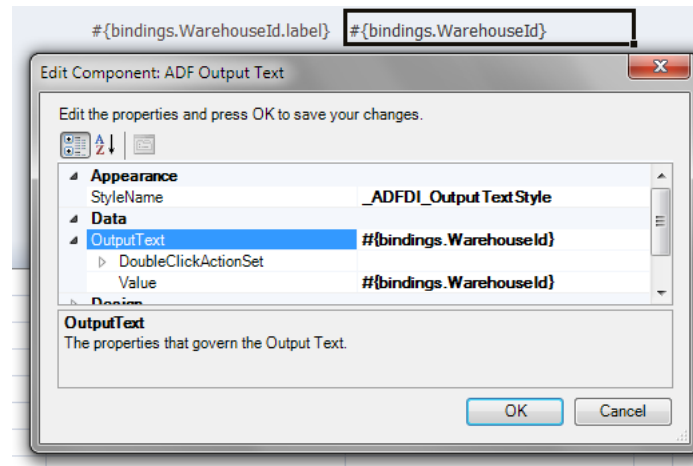 #{bindings.WarehouseId.label} #{bindings.WarehouseId}
Edit Component: ADF Output Text
Edit the properties and press OK to save your changes.
Appearance
StyleName _ADFDI_OutputTextStyle
Data
OutputText #{bindings.WarehouseId}
DoubleClickActionSet
Value #{bindings.WarehouseId}
Design
OutputText
The properties that govern the Output Text.
OK Cancel